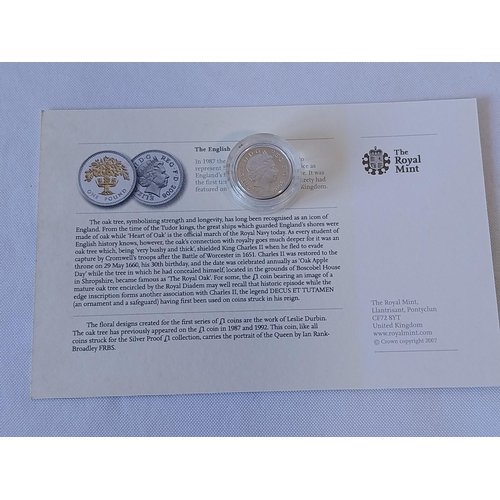 The English
In 1987 the
represent
England's
the first tin
featured on
as
It was
rety had
Kingdom.
ONE POUND
D·G REG·F·D
2008
The
Royal
Mint
The oak tree, symbolising strength and longevity, has long been recognised as an icon of
England. From the time of the Tudor kings, the great ships which guarded England's shores were
made of oak while 'Heart of Oak' is the official march of the Royal Navy today. As every student of
English history knows, however, the oak's connection with royalty goes much deeper for it was an
oak tree which, being 'very bushy and thick', shielded King Charles II when he fled to evade
capture by Cromwell's troops after the Battle of Worcester in 1651. Charles II was restored to the
throne on 29 May 1660, his 30th birthday, and the date was celebrated annually as 'Oak Apple
Day' while the tree in which he had concealed himself, located in the grounds of Boscobel House
in Shropshire, became famous as 'The Royal Oak'. For some, the £1 coin bearing an image of a
mature oak tree encircled by the Royal Diadem may well recall that historic episode while the
edge inscription forms another association with Charles II, the legend DECUS ET TUTAMEN
(an ornament and a safeguard) having first been used on coins struck in his reign.
The floral designs created for the first series of £1 coins are the work of Leslie Durbin.
The oak tree has previously appeared on the £1 coin in 1987 and 1992. This coin, like all
coins struck for the Silver Proof £1 collection, carries the portrait of the Queen by Ian Rank-
Broadley FRBS.
The Royal Mint,
Llantrisant, Pontyclun
CF72 8YT
United Kingdom
www.royalmint.com
© Crown copyright 2007